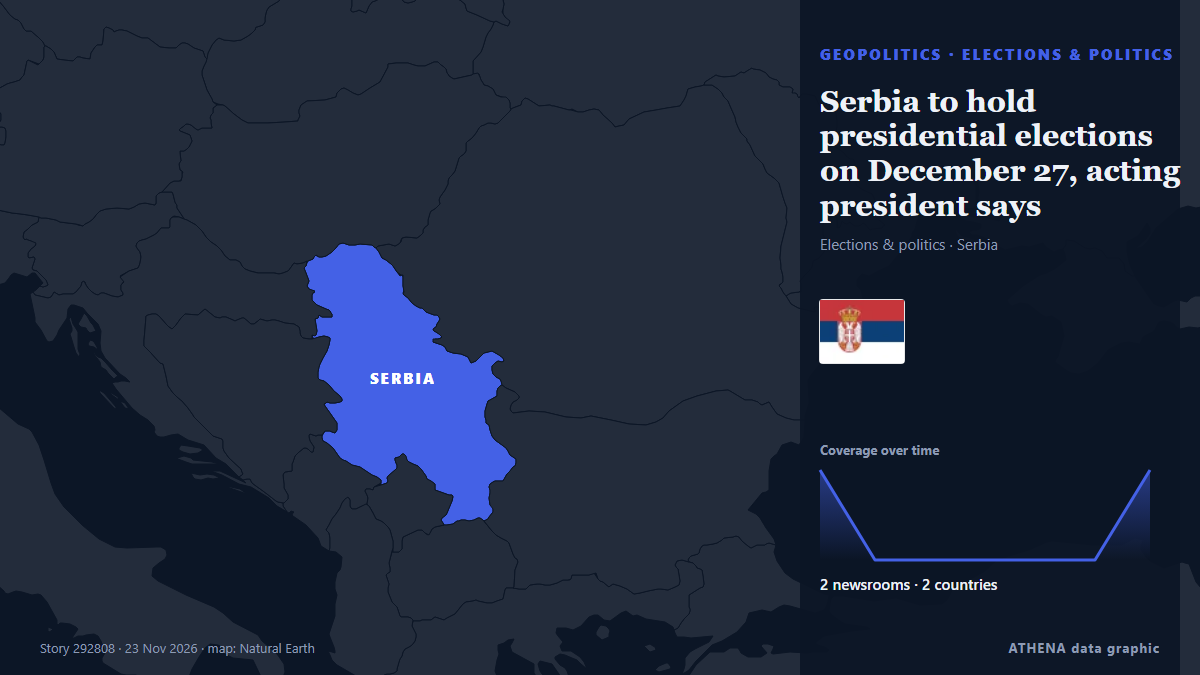 GEOPOLITICS · ELECTIONS & POLITICS
Serbia to hold
presidential elections
on December 27, acting
president says
Elections & politics · Serbia
SERBIA
Coverage over time
2 newsrooms · 2 countries
Story 292808 · 23 Nov 2026 · map: Natural Earth
ATHENA data graphic